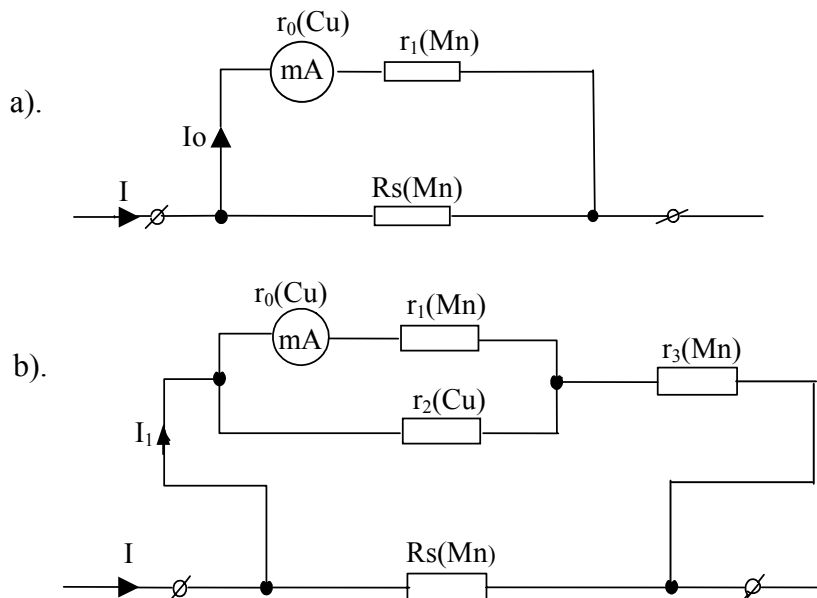 r₀(Cu)
r₁(Mn)
mA
a).
Io
I
Rs(Mn)
r₀(Cu)
r₁(Mn)
mA
r₃(Mn)
b).
r₂(Cu)
I₁
I
Rs(Mn)